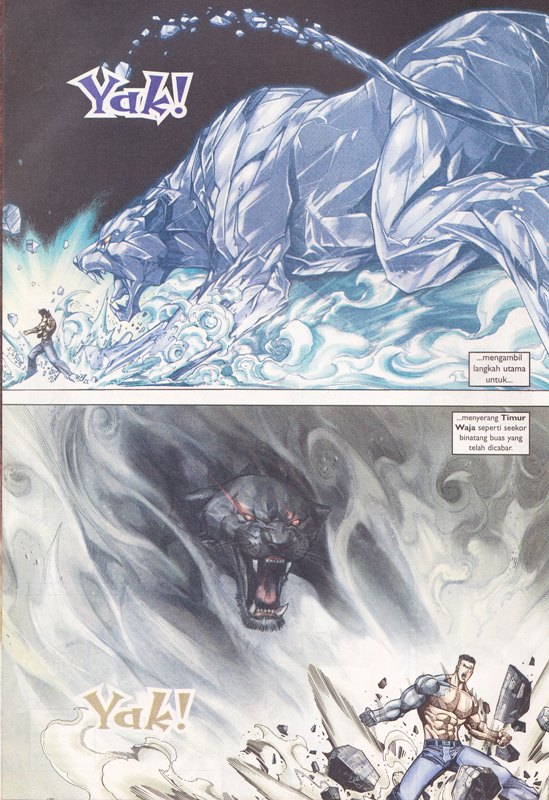 Yak!
...mengambil
langkah utama
untuk...
...menyerang Timur
Waja seperti seekor
binatang buas yang
telah dicabar.
Yak!